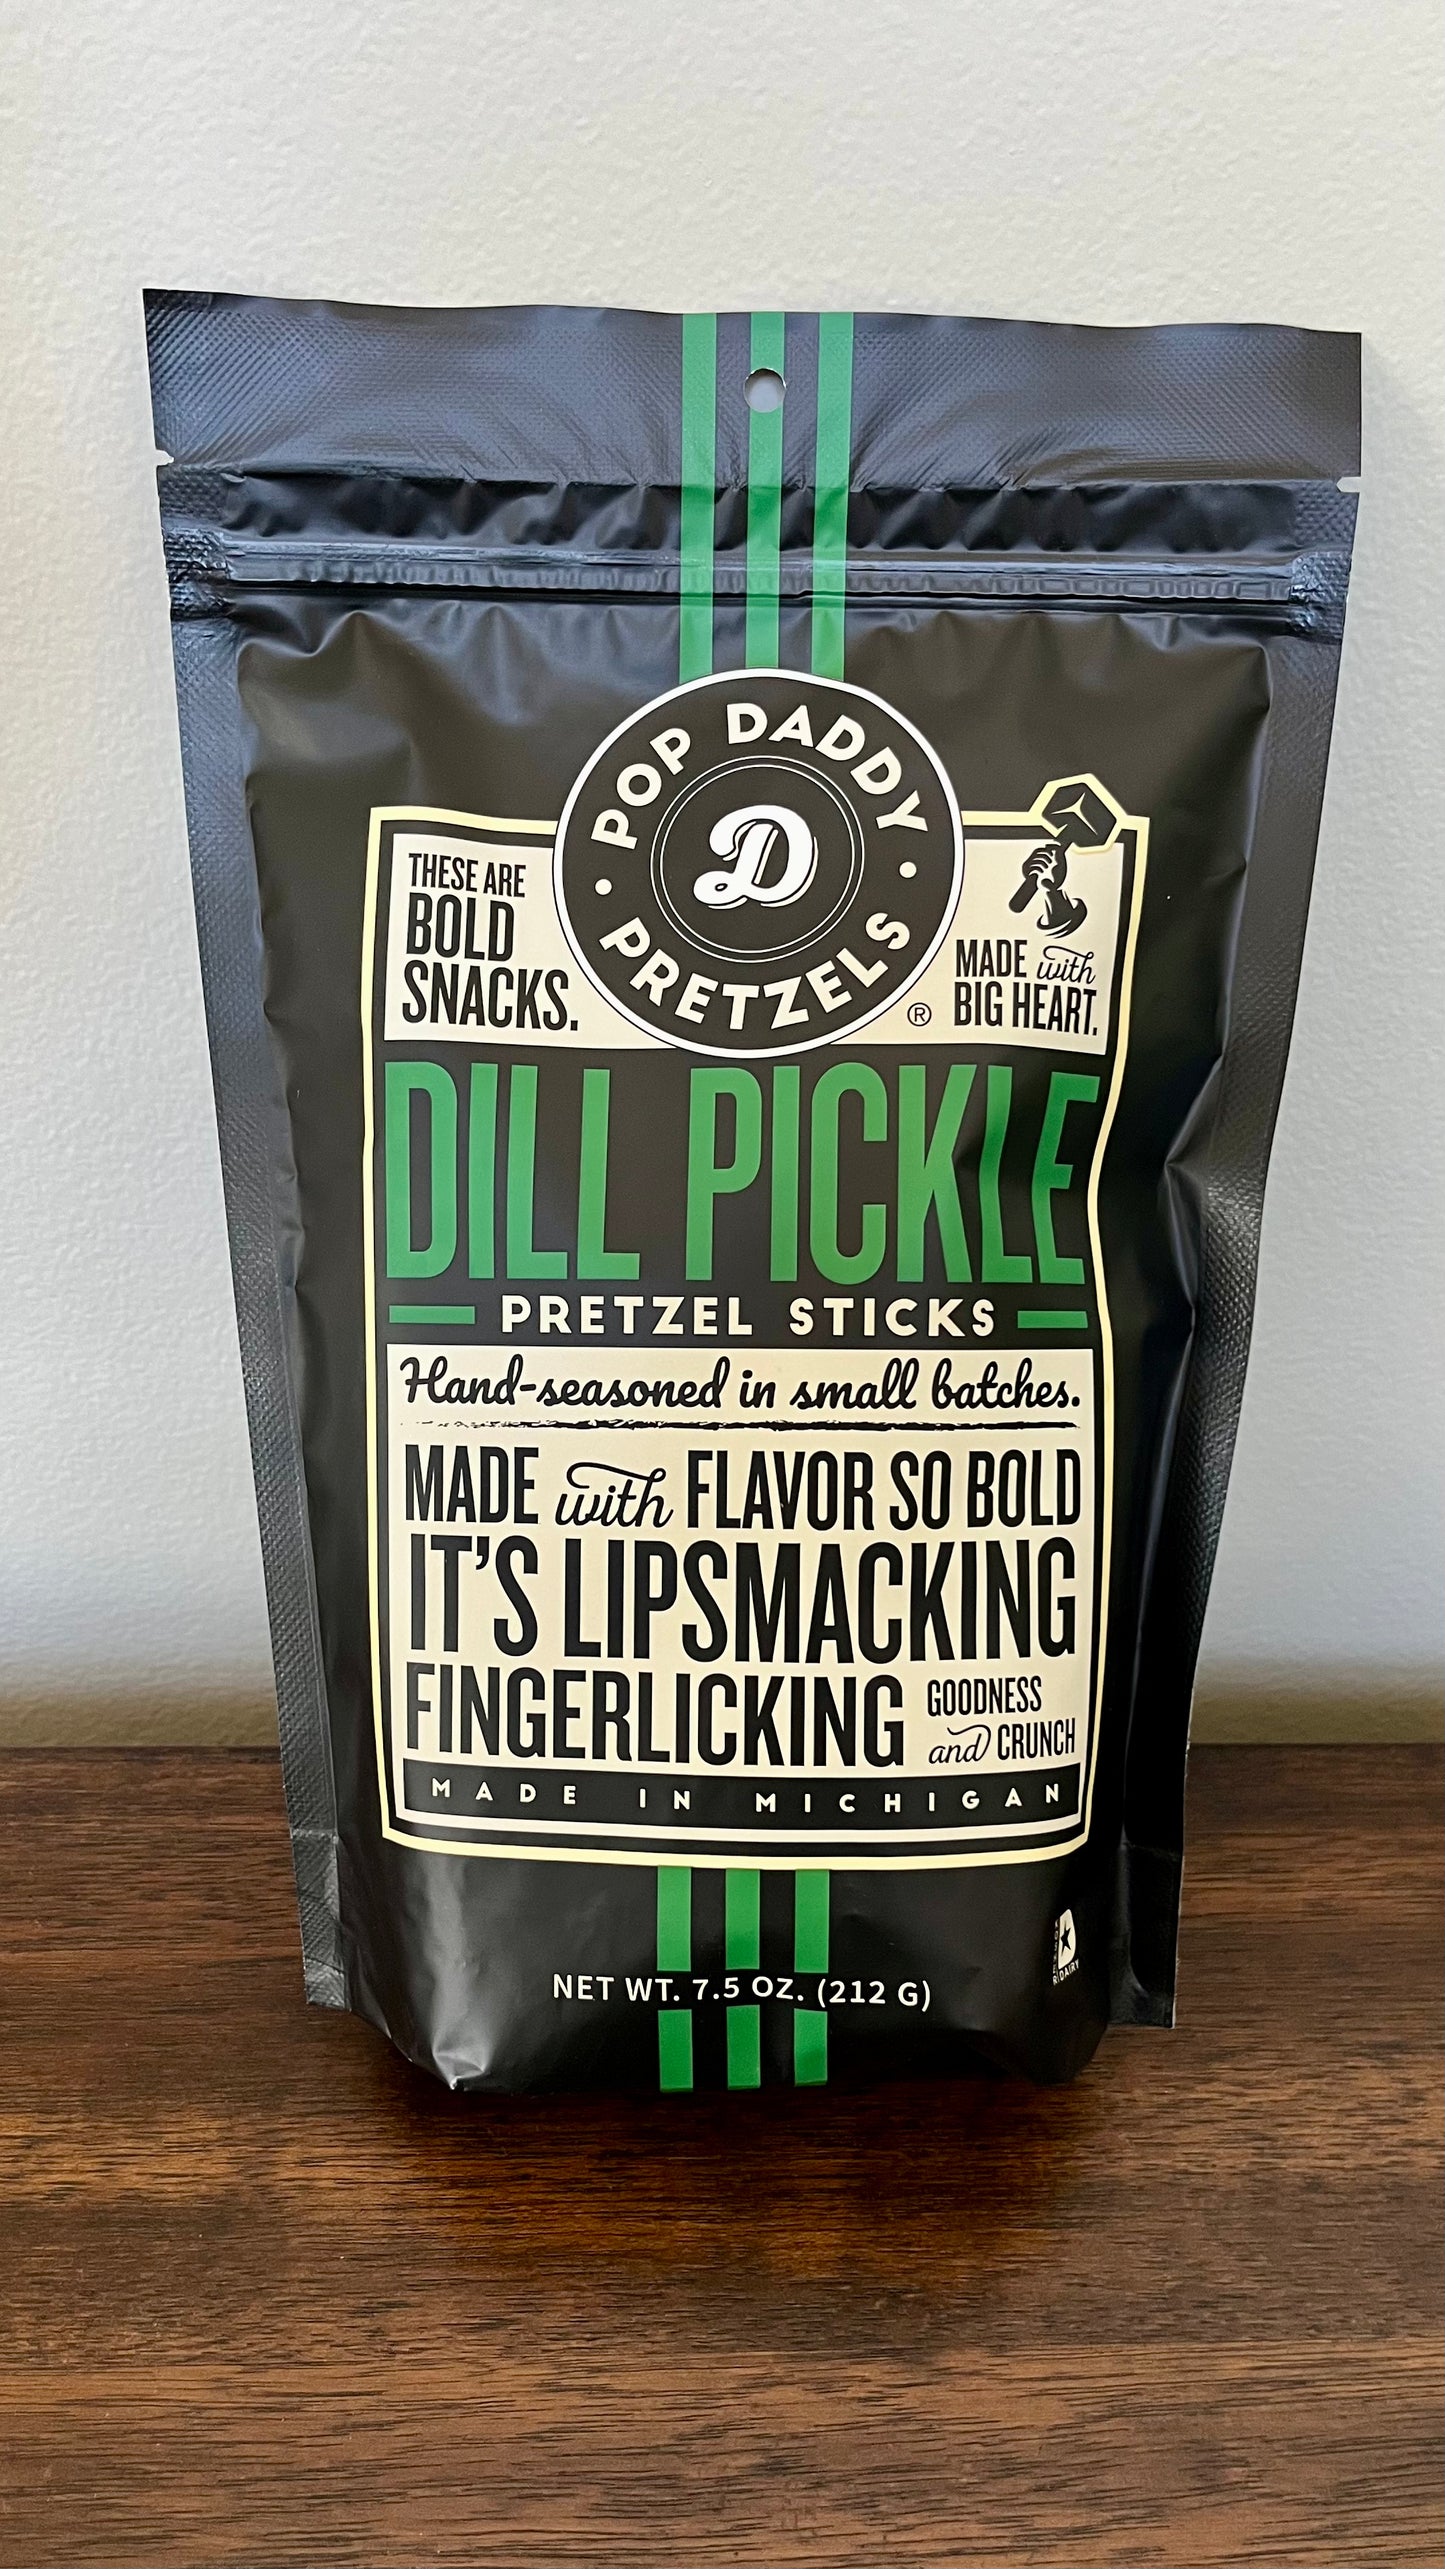 POP DADDY
D
PRETZELS
®
THESE ARE
BOLD
SNACKS.
MADE with
BIG HEART.
DILL PICKLE
PRETZEL STICKS
Hand-seasoned in small batches.
MADE with FLAVOR SO BOLD
IT'S LIPSMACKING
FINGERLICKING GOODNESS
and CRUNCH
MADE IN MICHIGAN
NET WT. 7.5 OZ. (212 G)
D
DAIRY